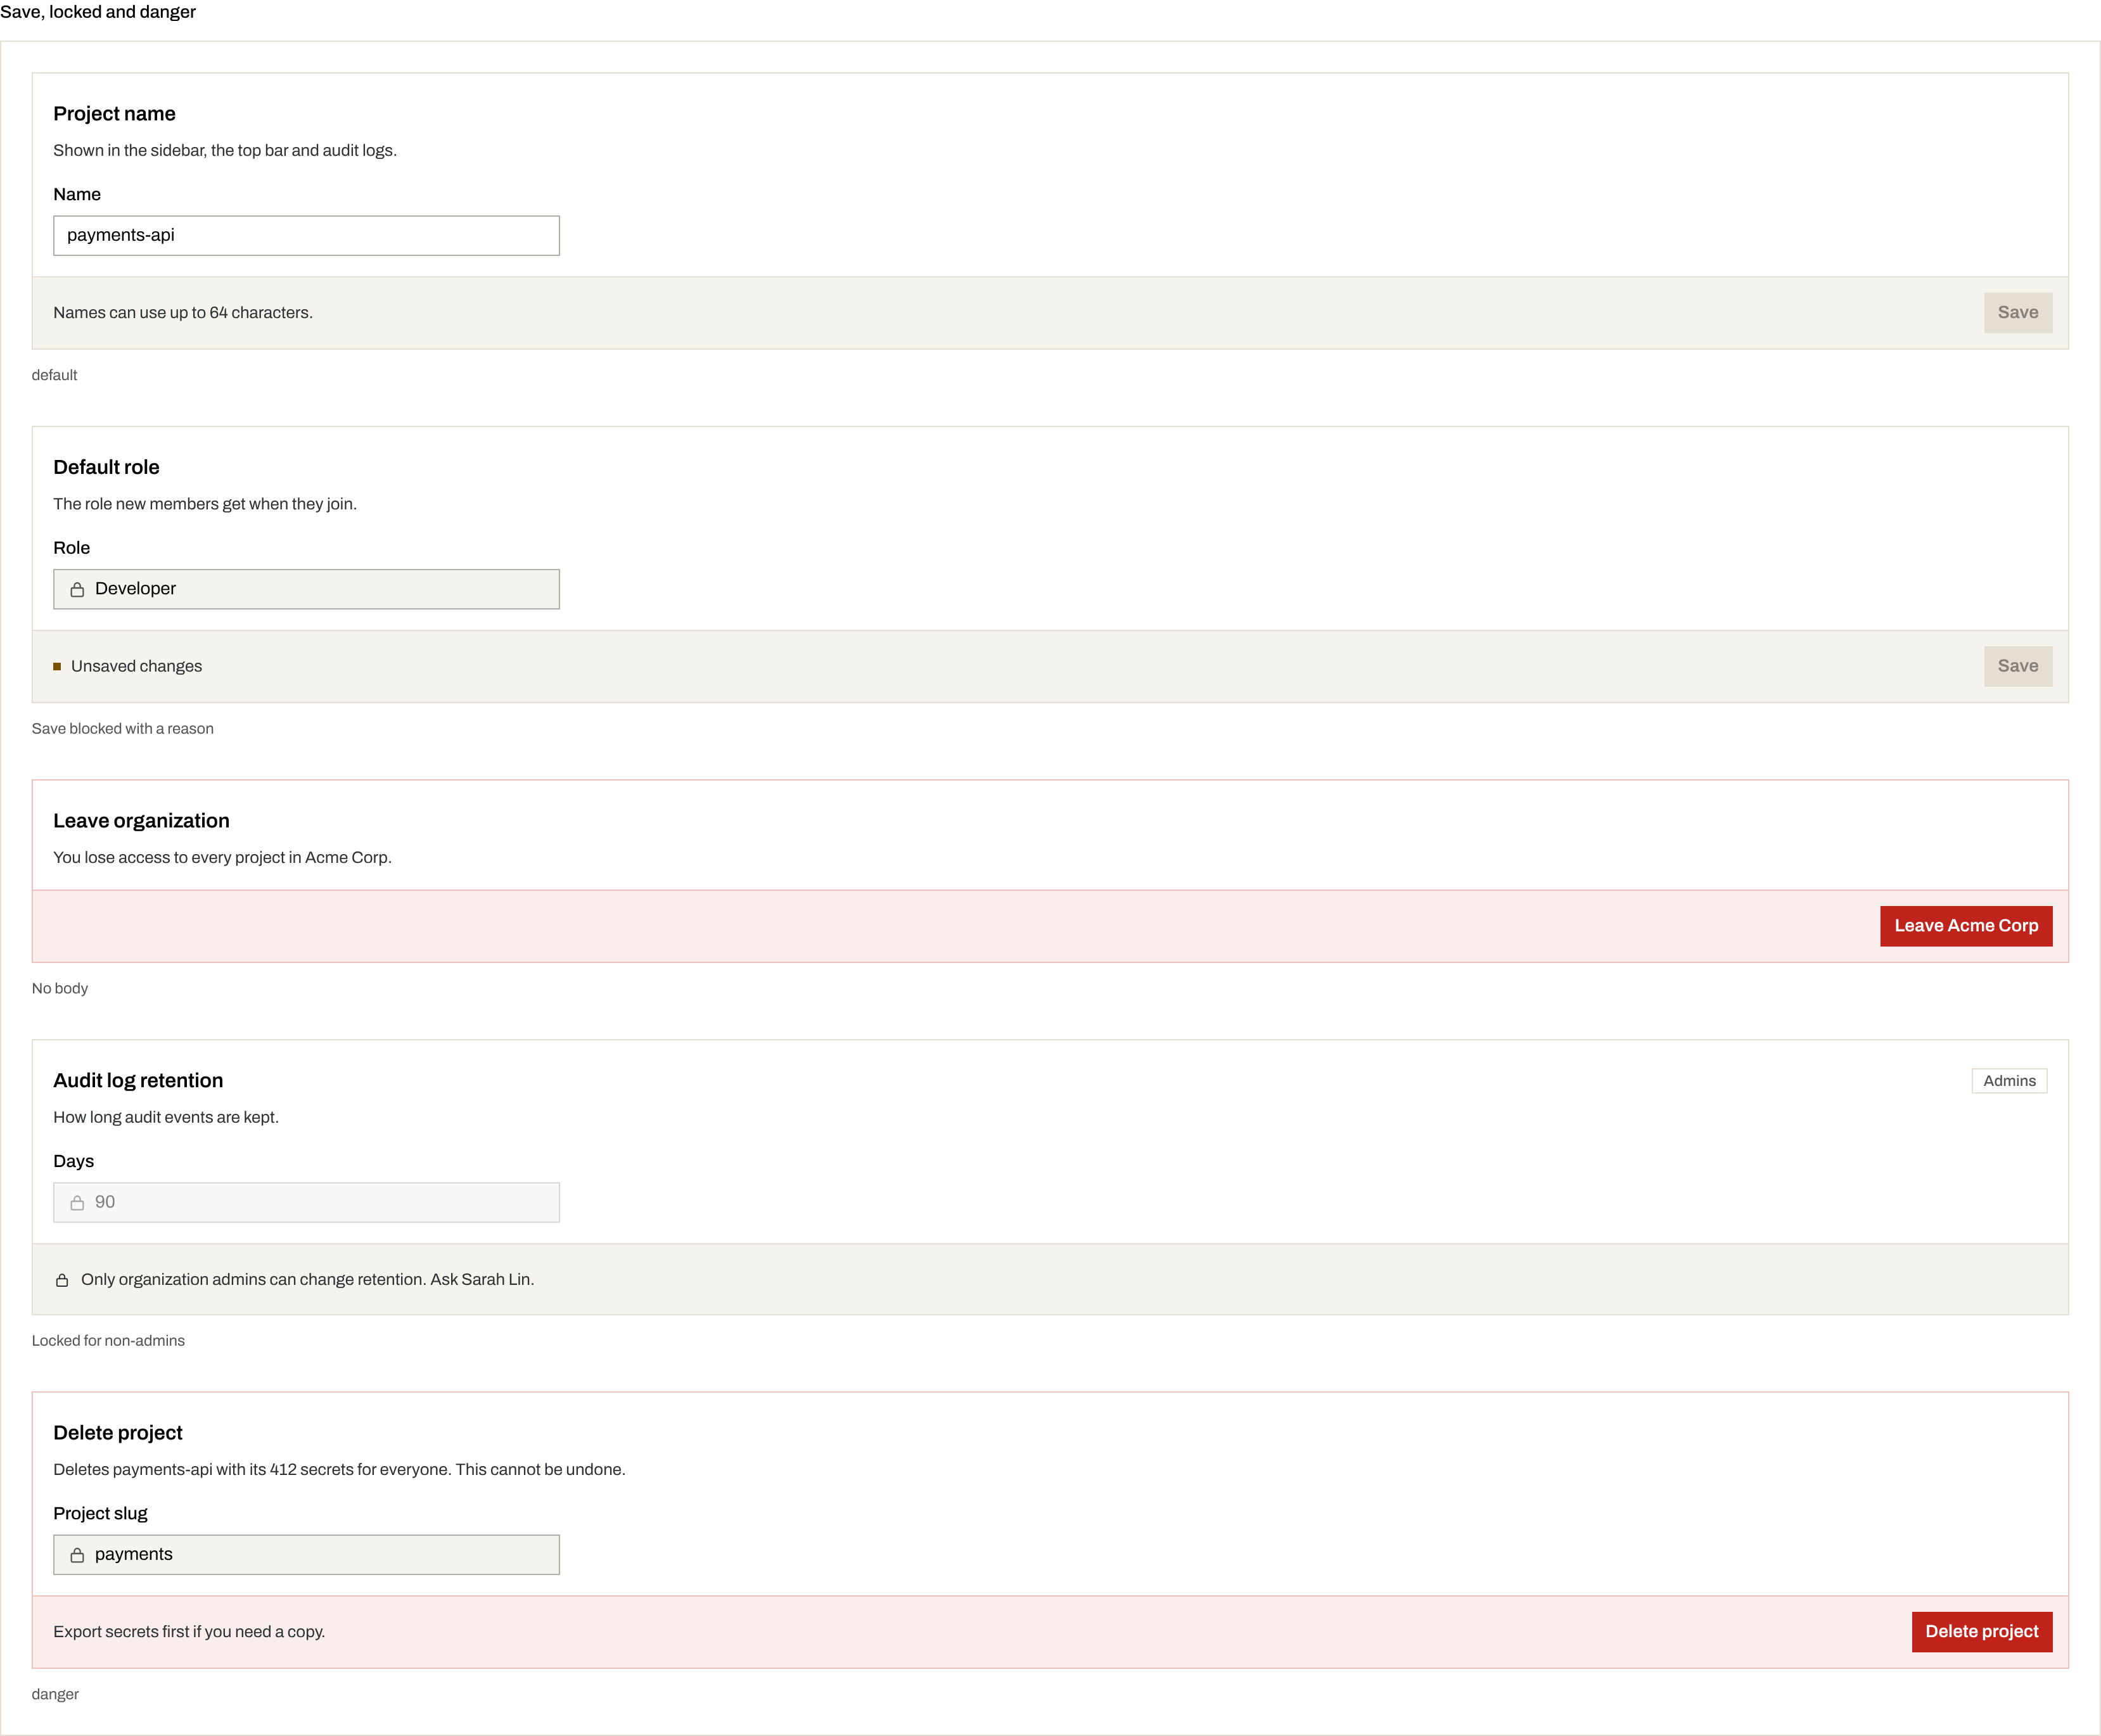 Save, locked and danger
Project name
Shown in the sidebar, the top bar and audit logs.
Name
payments-api
Names can use up to 64 characters.
Save
default
Default role
The role new members get when they join.
Role
Developer
Unsaved changes
Save
Save blocked with a reason
Leave organization
You lose access to every project in Acme Corp.
Leave Acme Corp
No body
Audit log retention
Admins
How long audit events are kept.
Days
90
Only organization admins can change retention. Ask Sarah Lin.
Locked for non-admins
Delete project
Deletes payments-api with its 412 secrets for everyone. This cannot be undone.
Project slug
payments
Export secrets first if you need a copy.
Delete project
danger